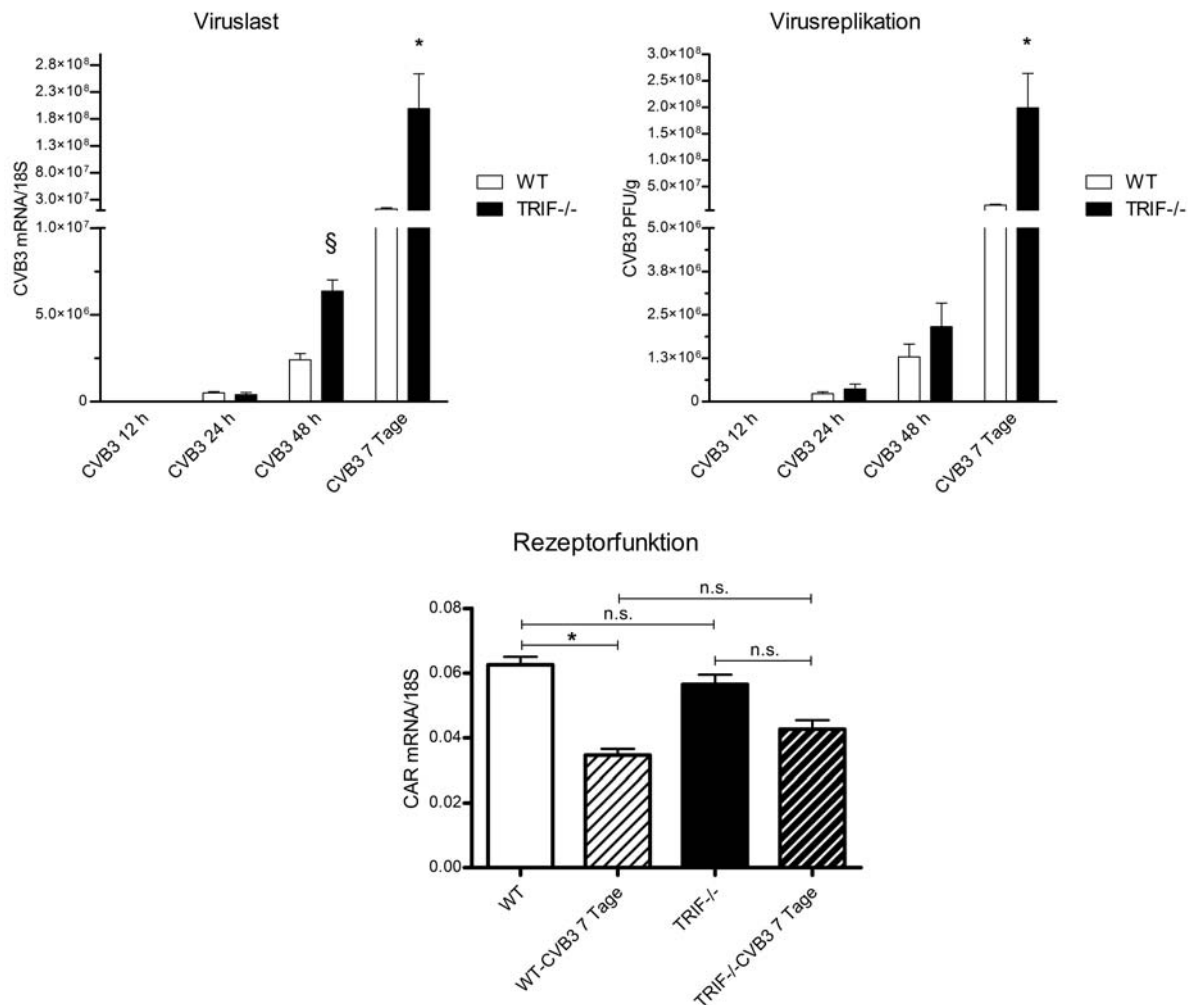 Viruslast
*
2.8×10⁸
2.3×10⁸
1.8×10⁸
1.3×10⁸
8.0×10⁷
3.0×10⁷
1.0×10⁷
§
5.0×10⁶
0
CVB3 mRNA/18S
WT
TRIF-/-
CVB3 12 h
CVB3 24 h
CVB3 48 h
CVB3 7 Tage
Virusreplikation
*
3.0×10⁸
2.5×10⁸
2.0×10⁸
1.5×10⁸
1.0×10⁸
5.0×10⁷
5.0×10⁶
3.8×10⁶
2.5×10⁶
1.3×10⁶
0
CVB3 PFU/g
WT
TRIF-/-
CVB3 12 h
CVB3 24 h
CVB3 48 h
CVB3 7 Tage
Rezeptorfunktion
n.s.
n.s.
*
n.s.
0.08
0.06
0.04
0.02
0.00
CAR mRNA/18S
WT
WT-CVB3 7 Tage
TRIF-/-
TRIF-/-CVB3 7 Tage